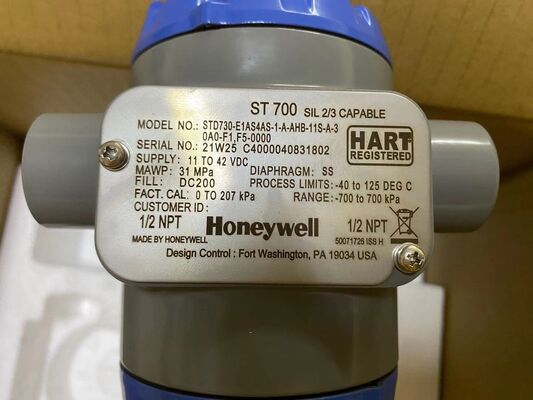 ST 700 SIL 2/3 CAPABLE
MODEL NO.: STD730-E1AS4AS-1-A-AHB-11S-A-3
0A0-F1,F5-0000
HART
REGISTERED
SERIAL NO.: 21W25 C4000040831802
SUPPLY: 11 TO 42 VDC
MAWP: 31 MPa DIAPHRAGM: SS
FILL: DC200 PROCESS LIMITS: -40 to 125 DEG C
FACT. CAL: 0 TO 207 kPa RANGE: -700 to 700 kPa
CUSTOMER ID:
1/2 NPT Honeywell 1/2 NPT
MADE BY HONEYWELL 50071726 ISS H
Design Control : Fort Washington, PA 19034 USA